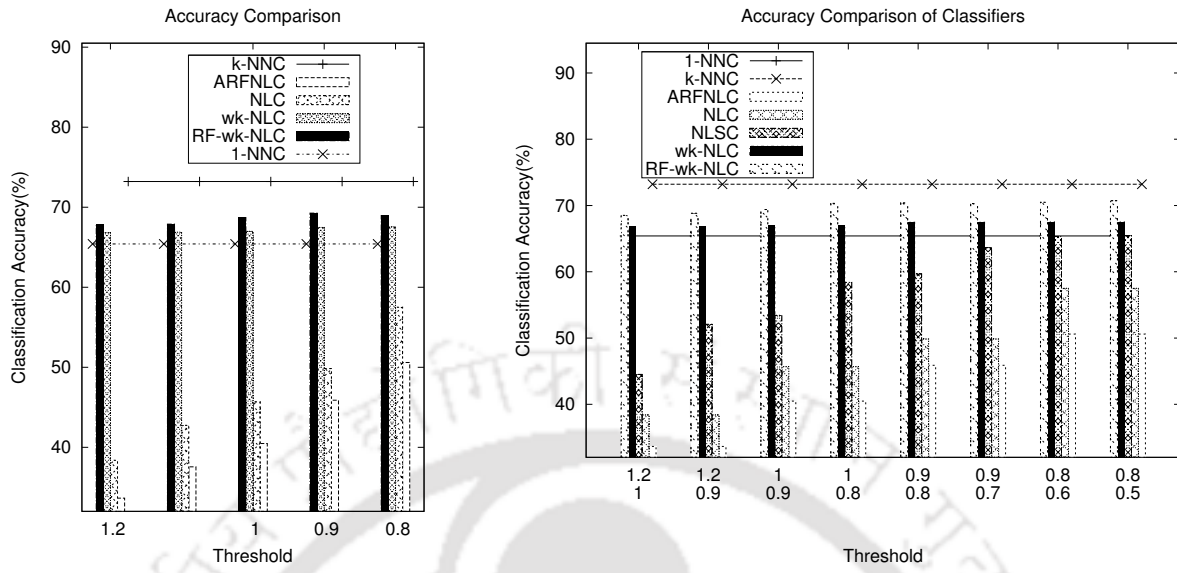 Accuracy Comparison
90
80
70
60
50
40
Classification Accuracy(%)
k-NNC
ARFNLC
NLC
wk-NLC
RF-wk-NLC
1-NNC
1.2 1 0.9 0.8
Threshold
Accuracy Comparison of Classifiers
90
80
70
60
50
40
Classification Accuracy(%)
1-NNC
k-NNC
ARFNLC
NLC
NLSC
wk-NLC
RF-wk-NLC
1.2 1.2 1 1 0.9 0.9 0.8 0.8
1 0.9 0.9 0.8 0.8 0.7 0.6 0.5
Threshold